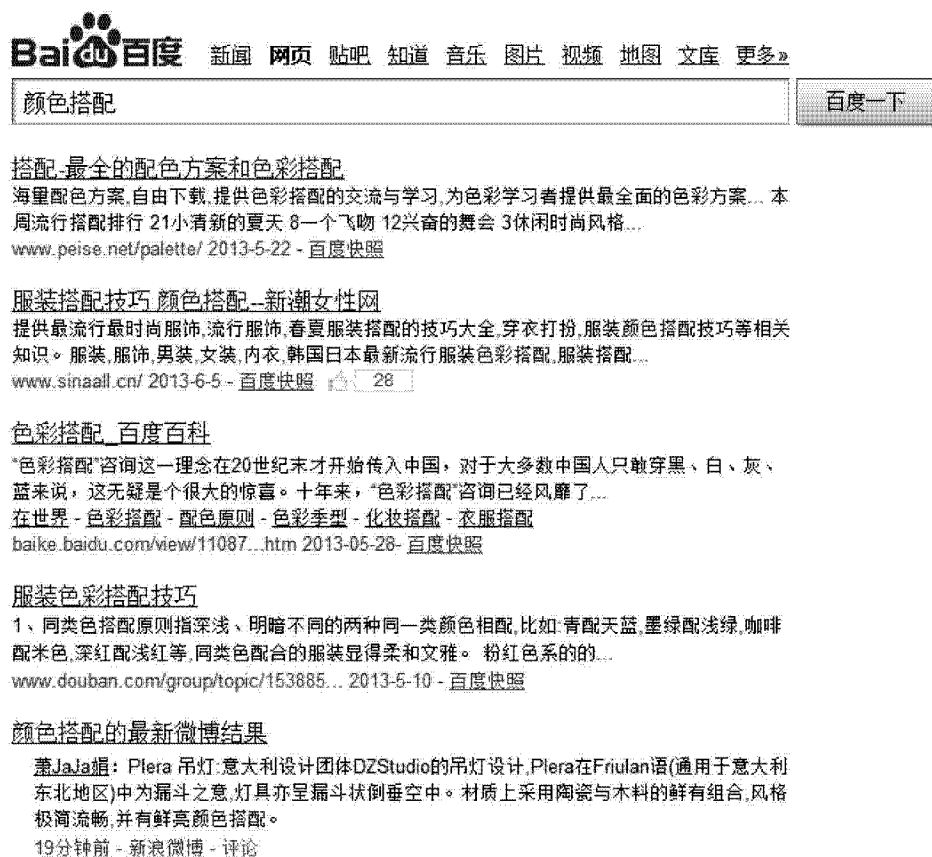 Bai du 百度 新闻 网页 贴吧 知道 音乐 图片 视频 地图 文库 更多»
颜色搭配 百度一下
搭配-最全的配色方案和色彩搭配
海量配色方案,自由下载,提供色彩搭配的交流与学习,为色彩学习者提供最全面的色彩方案... 本
周流行搭配排行 21小清新的夏天 8一个飞吻 12兴奋的舞会 3休闲时尚风格...
www.peise.net/palette/ 2013-5-22 - 百度快照
服装搭配技巧 颜色搭配--新潮女性网
提供最流行最时尚服饰,流行服饰,春夏服装搭配的技巧大全,穿衣打扮,服装颜色搭配技巧等相关
知识。服装,服饰,男装,女装,内衣,韩国日本最新流行服装色彩搭配,服装搭配...
www.sinaall.cn/ 2013-6-5 - 百度快照 28
色彩搭配_百度百科
“色彩搭配”咨询这一理念在20世纪末才开始传入中国，对于大多数中国人只敢穿黑、白、灰、
蓝来说，这无疑是个很大的惊喜。十年来，“色彩搭配”咨询已经风靡了...
在世界 - 色彩搭配 - 配色原则 - 色彩季型 - 化妆搭配 - 衣服搭配
baike.baidu.com/view/11087...htm 2013-05-28- 百度快照
服装色彩搭配技巧
1、同类色搭配原则指深浅、明暗不同的两种同一类颜色相配,比如:青配天蓝,墨绿配浅绿,咖啡
配米色,深红配浅红等,同类色配合的服装显得柔和文雅。 粉红色系的的...
www.douban.com/group/topic/153885... 2013-5-10 - 百度快照
颜色搭配的最新微博结果
萧JaJa娟：Plera 吊灯:意大利设计团体DZStudio的吊灯设计,Plera在Friulan语(通用于意大利
东北地区)中为漏斗之意,灯具亦呈漏斗状倒垂空中。材质上采用陶瓷与木料的鲜有组合,风格
极简流畅,并有鲜亮颜色搭配。
19分钟前 - 新浪微博 - 评论